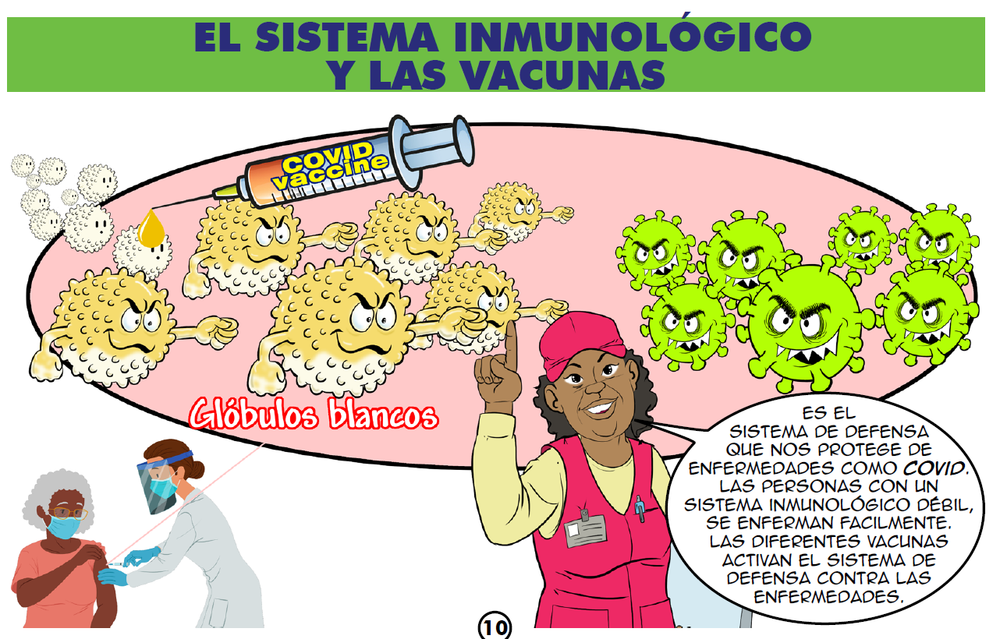 EL SISTEMA INMUNOLÓGICO
Y LAS VACUNAS
COVID
vaccine
Glóbulos blancos
ES EL
SISTEMA DE DEFENSA
QUE NOS PROTEGE DE
ENFERMEDADES COMO COVID.
LAS PERSONAS CON UN
SISTEMA INMUNOLÓGICO DÉBIL,
SE ENFERMAN FACILMENTE.
LAS DIFERENTES VACUNAS
ACTIVAN EL SISTEMA DE
DEFENSA CONTRA LAS
ENFERMEDADES.
10